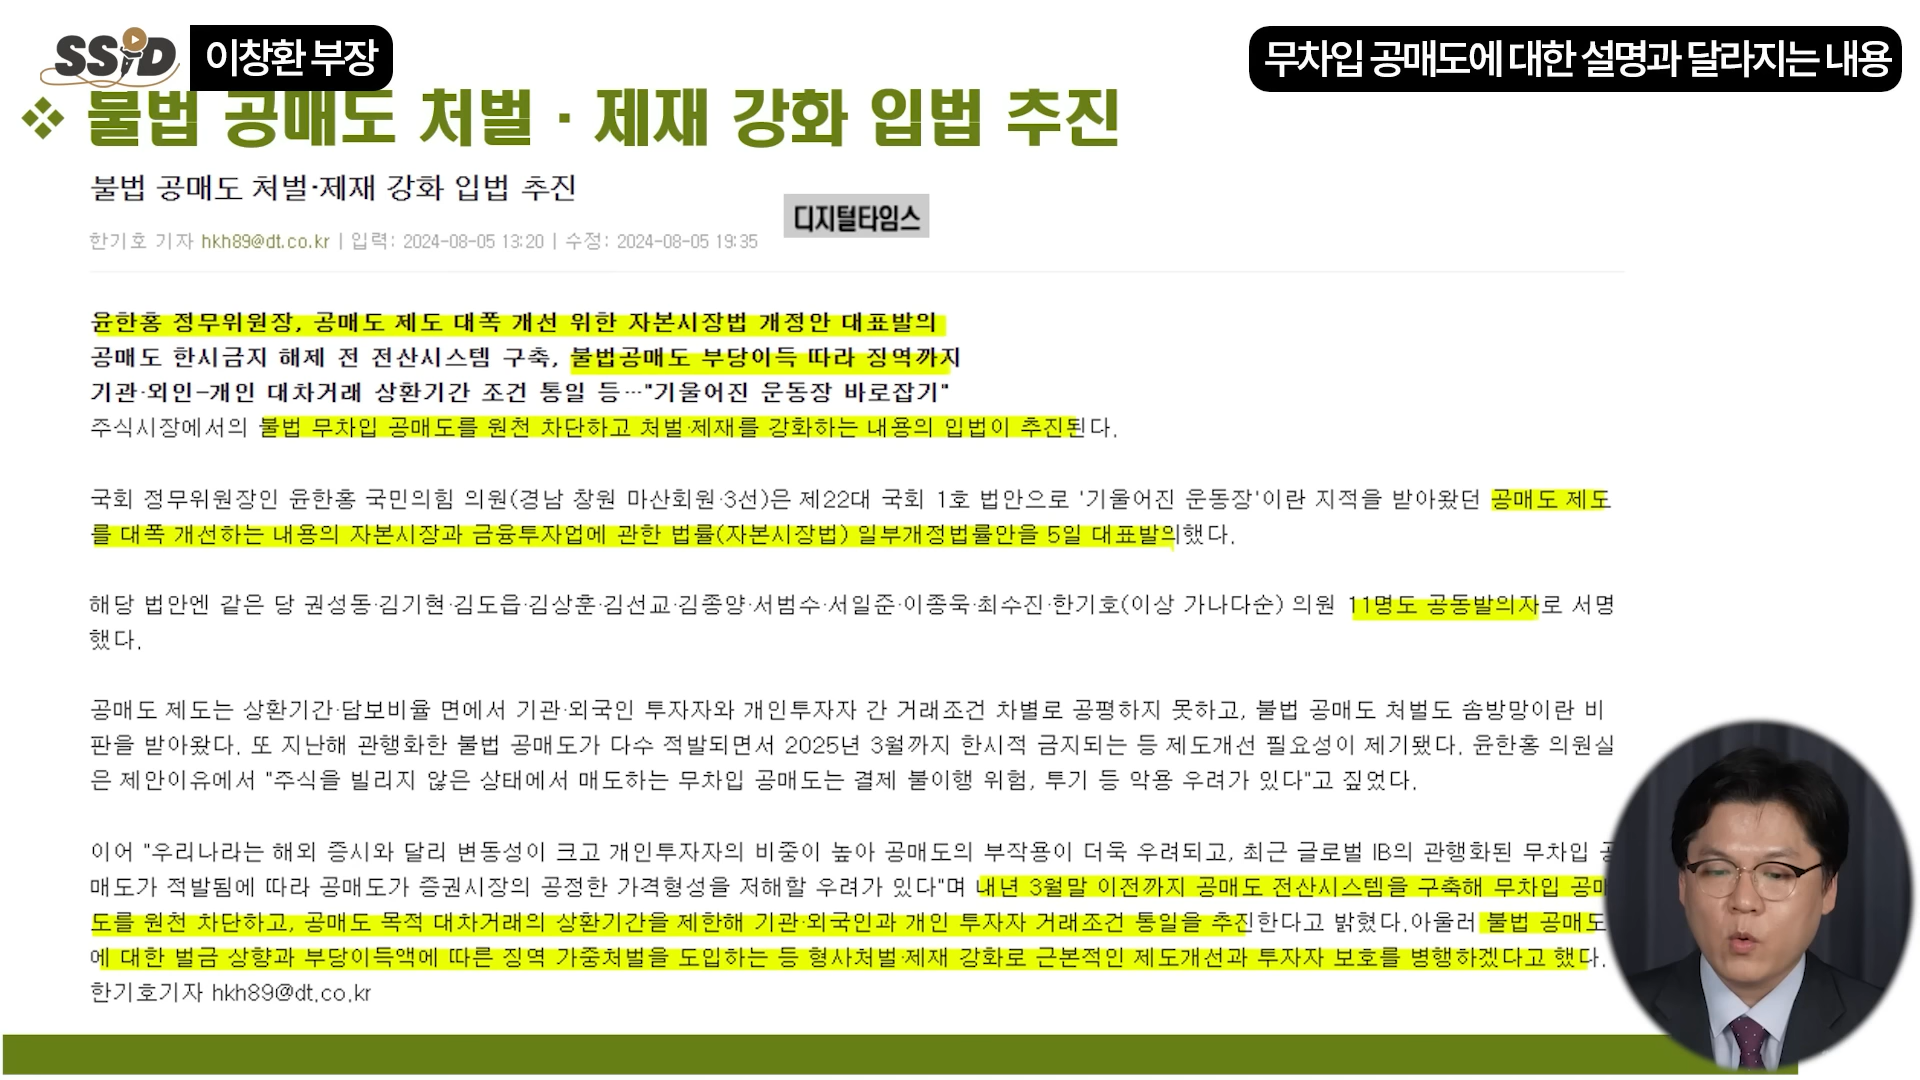 SSiD
이창환 부장
무차입 공매도에 대한 설명과 달라지는 내용
불법 공매도 처벌 · 제재 강화 입법 추진
불법 공매도 처벌·제재 강화 입법 추진
디지털타임스
한기호 기자 hkh89@dt.co.kr | 입력: 2024-08-05 13:20 | 수정: 2024-08-05 19:35
윤한홍 정무위원장, 공매도 제도 대폭 개선 위한 자본시장법 개정안 대표발의
공매도 한시금지 해제 전 전산시스템 구축, 불법공매도 부당이득 따라 징역까지
기관·외인-개인 대차거래 상환기간 조건 통일 등…"기울어진 운동장 바로잡기"
주식시장에서의 불법 무차입 공매도를 원천 차단하고 처벌·제재를 강화하는 내용의 입법이 추진된다.
국회 정무위원장인 윤한홍 국민의힘 의원(경남 창원 마산회원·3선)은 제22대 국회 1호 법안으로 '기울어진 운동장'이란 지적을 받아왔던 공매도 제도
를 대폭 개선하는 내용의 자본시장과 금융투자업에 관한 법률(자본시장법) 일부개정법률안을 5일 대표발의했다.
해당 법안엔 같은 당 권성동·김기현·김도읍·김상훈·김선교·김종양·서범수·서일준·이종욱·최수진·한기호(이상 가나다순) 의원 11명도 공동발의자로 서명
했다.
공매도 제도는 상환기간·담보비율 면에서 기관·외국인 투자자와 개인투자자 간 거래조건 차별로 공평하지 못하고, 불법 공매도 처벌도 솜방망이란 비
판을 받아왔다. 또 지난해 관행화한 불법 공매도가 다수 적발되면서 2025년 3월까지 한시적 금지되는 등 제도개선 필요성이 제기됐다. 윤한홍 의원실
은 제안이유에서 "주식을 빌리지 않은 상태에서 매도하는 무차입 공매도는 결제 불이행 위험, 투기 등 악용 우려가 있다"고 짚었다.
이어 "우리나라는 해외 증시와 달리 변동성이 크고 개인투자자의 비중이 높아 공매도의 부작용이 더욱 우려되고, 최근 글로벌 IB의 관행화된 무차입 공
매도가 적발됨에 따라 공매도가 증권시장의 공정한 가격형성을 저해할 우려가 있다"며 내년 3월말 이전까지 공매도 전산시스템을 구축해 무차입 공매
도를 원천 차단하고, 공매도 목적 대차거래의 상환기간을 제한해 기관·외국인과 개인 투자자 거래조건 통일을 추진한다고 밝혔다.아울러 불법 공매도
에 대한 벌금 상향과 부당이득액에 따른 징역 가중처벌을 도입하는 등 형사처벌·제재 강화로 근본적인 제도개선과 투자자 보호를 병행하겠다고 했다.
한기호기자 hkh89@dt.co.kr